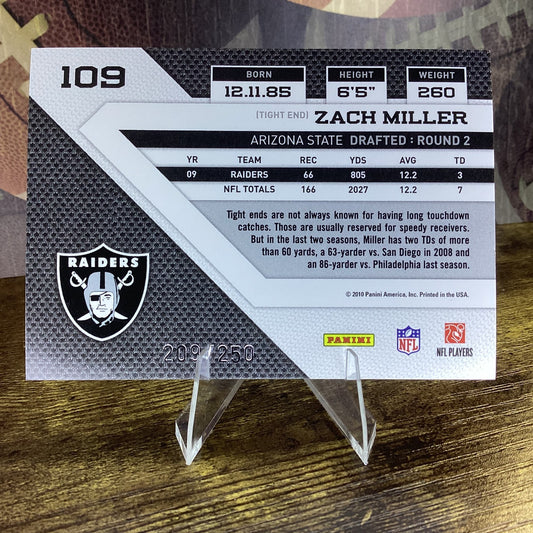 109
BORN HEIGHT WEIGHT
12.11.85 6'5" 260
(TIGHT END) ZACH MILLER
ARIZONA STATE DRAFTED : ROUND 2
YR TEAM REC YDS AVG TD
09 RAIDERS 66 805 12.2 3
NFL TOTALS 166 2027 12.2 7
Tight ends are not always known for having long touchdown
catches. Those are usually reserved for speedy receivers.
But in the last two seasons, Miller has two TDs of more
than 60 yards, a 63-yarder vs. San Diego in 2008 and
an 86-yarder vs. Philadelphia last season.
© 2010 Panini America, Inc. Printed in the USA.
RAIDERS
209/250
PANINI
NFL
NFL PLAYERS